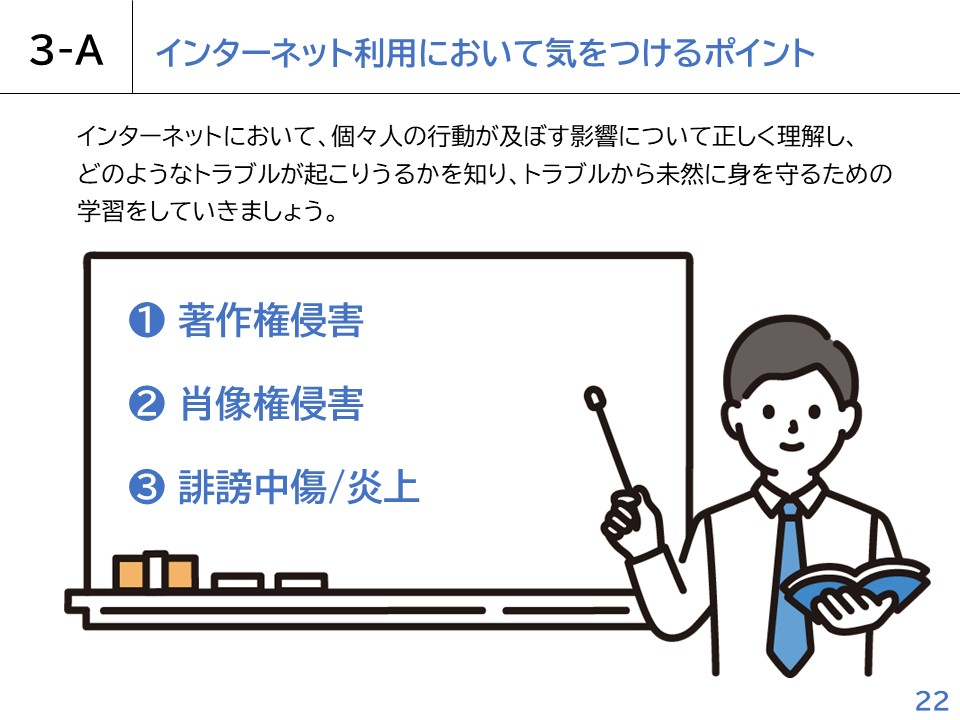 3-A
インターネット利用において気をつけるポイント
インターネットにおいて、個々人の行動が及ぼす影響について正しく理解し、
どのようなトラブルが起こりうるかを知り、トラブルから未然に身を守るための
学習をしていきましょう。
❶ 著作権侵害
❷ 肖像権侵害
❸ 誹謗中傷/炎上
22